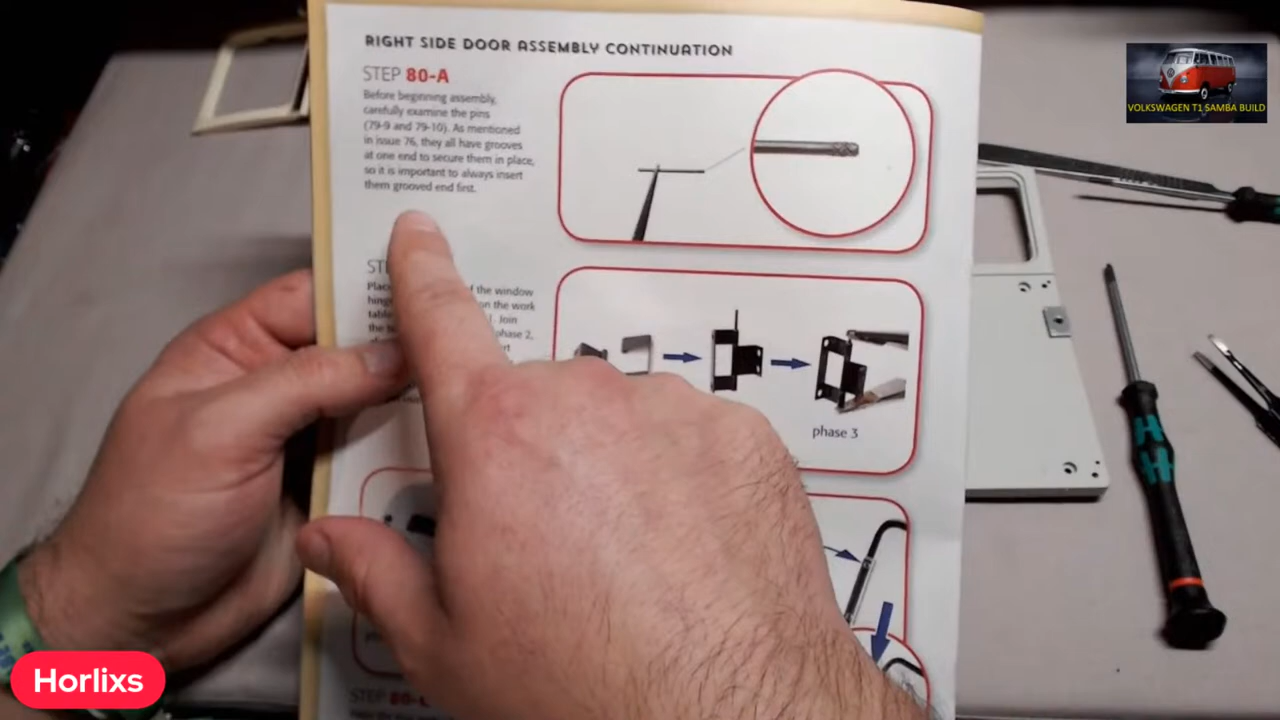 RIGHT SIDE DOOR ASSEMBLY CONTINUATION
STEP 80-A
Before beginning assembly,
carefully examine the pins
(79-9 and 79-10). As mentioned
in issue 76, they all have grooves
at one end to secure them in place,
so it is important to always insert
them grooved end first.
of the window
on the work
Join
phase 2,
phase 3
STEP
VOLKSWAGEN T1 SAMBA BUILD
Horlixs